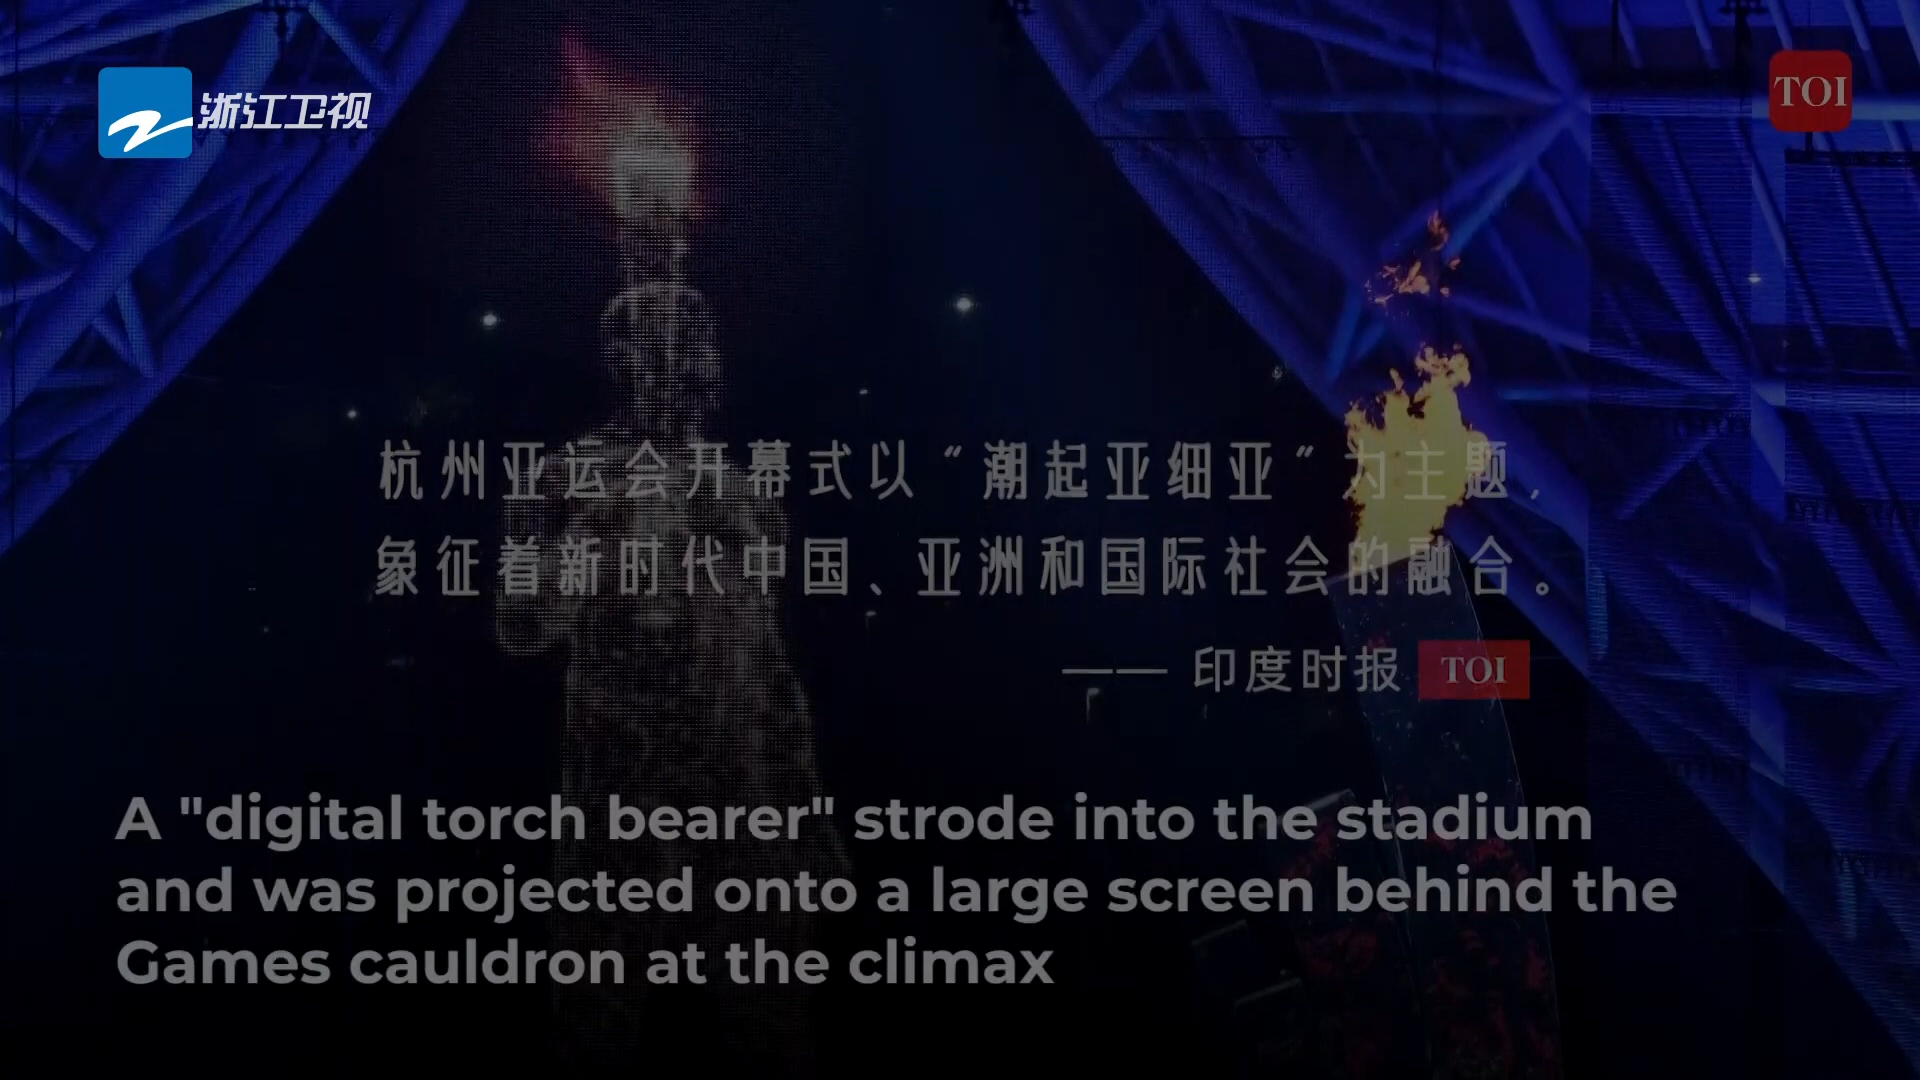 浙江卫视
TOI
杭州亚运会开幕式以“潮起亚细亚”为主题，
象征着新时代中国、亚洲和国际社会的融合。
—— 印度时报 TOI
A "digital torch bearer" strode into the stadium
and was projected onto a large screen behind the
Games cauldron at the climax